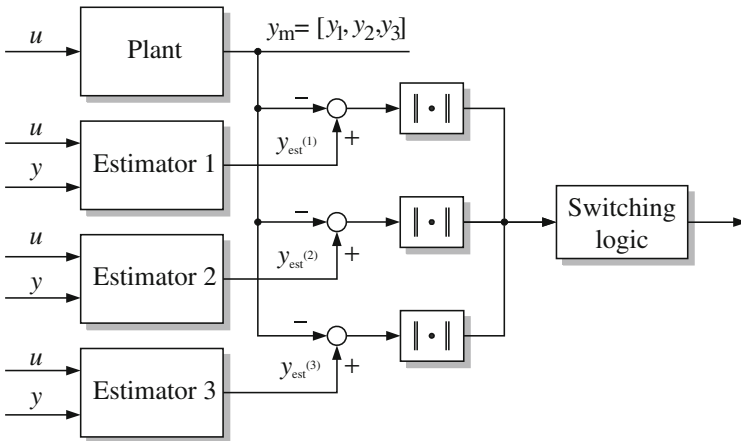 u
Plant
y_m = [y_1, y_2, y_3]
−
‖ • ‖
u
y
Estimator 1
+
y_est^(1)
−
‖ • ‖
Switching
logic
u
y
Estimator 2
+
y_est^(2)
−
‖ • ‖
u
y
Estimator 3
+
y_est^(3)